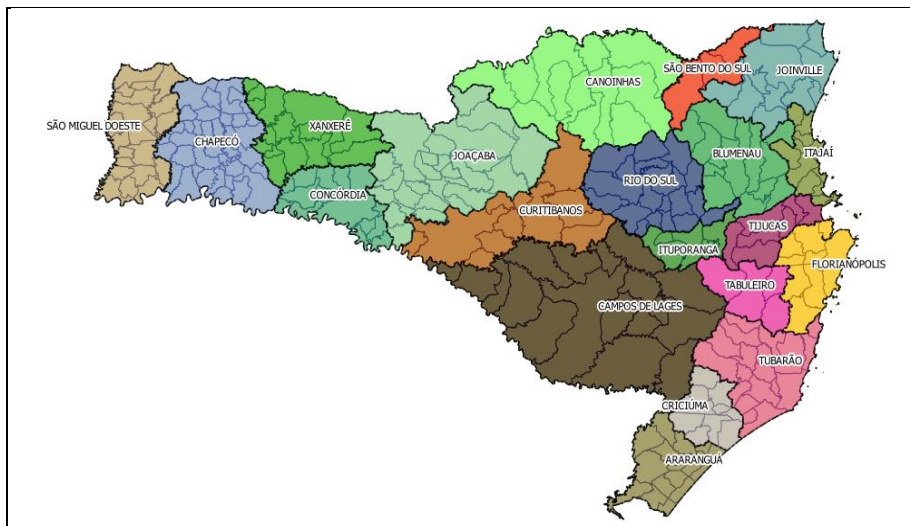 SÃO BENTO DO SUL
JOINVILLE
CANOINHAS
SÃO MIGUEL DOESTE
XANXERÊ
CHAPECÓ
JOAÇABA
BLUMENAU
ITAJAÍ
RIO DO SUL
CONCÓRDIA
CURITIBANOS
TIJUCAS
ITUPORANGA
FLORIANÓPOLIS
TABULEIRO
CAMPOS DE LAGES
TUBARÃO
CRICIÚMA
ARARANGUÁ